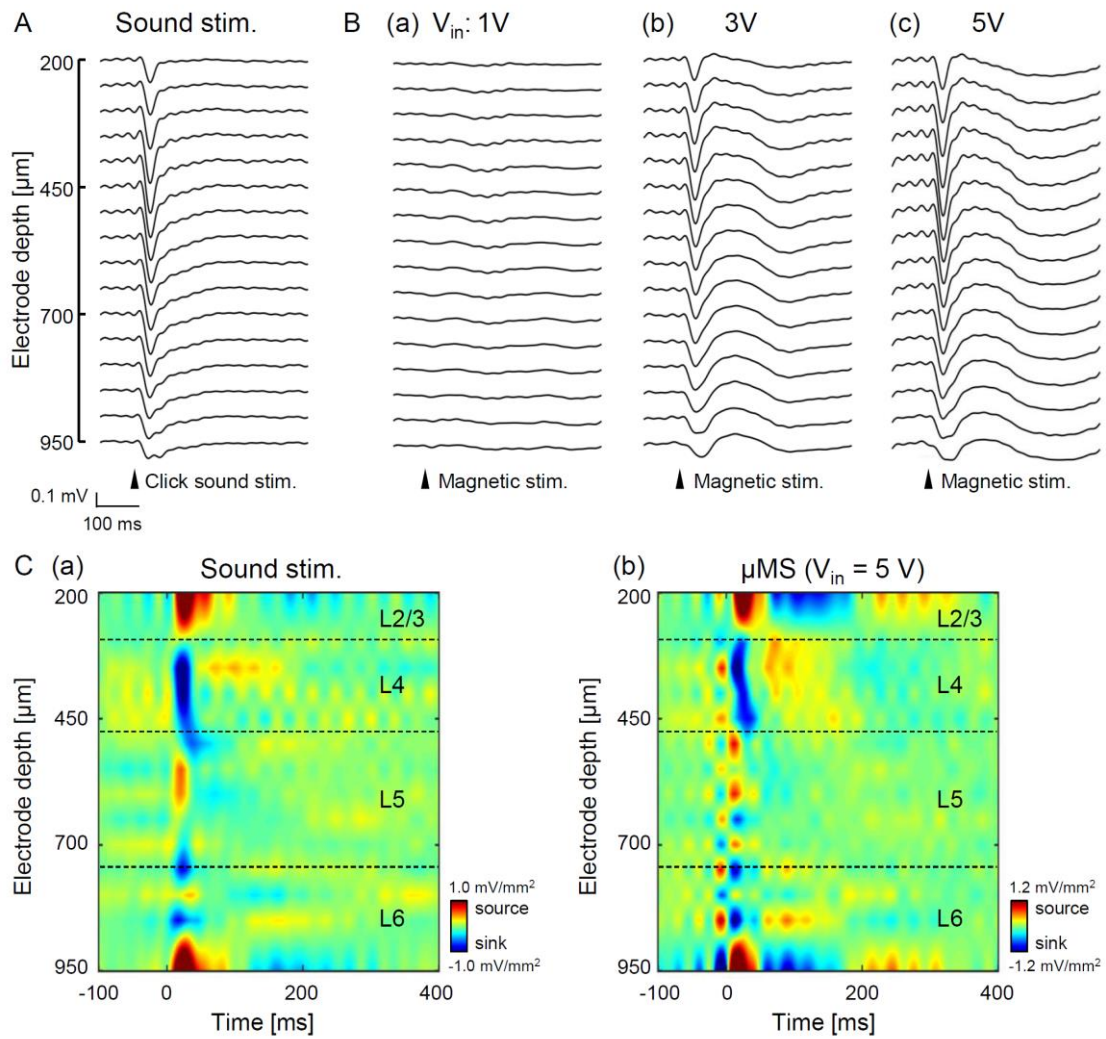 A Sound stim. B (a) V_in: 1V (b) 3V (c) 5V
200
450
700
950
Electrode depth [µm]
Click sound stim. Magnetic stim. Magnetic stim. Magnetic stim.
0.1 mV
100 ms
C (a) Sound stim. (b) µMS (V_in = 5 V)
200 L2/3 200 L2/3
L4 L4
450 450
Electrode depth [µm] L5 Electrode depth [µm] L5
700 700
1.0 mV/mm² 1.2 mV/mm²
L6 source L6 source
sink sink
950 -1.0 mV/mm² 950 -1.2 mV/mm²
-100 0 200 400 -100 0 200 400
Time [ms] Time [ms]